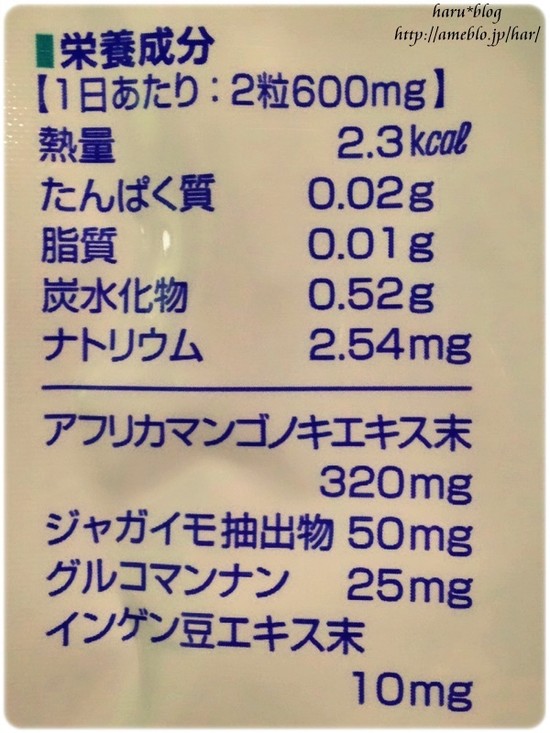 haru*blog
http://ameblo.jp/har/
栄養成分
【1日あたり：2粒600mg】
熱量 2.3kcal
たんぱく質 0.02g
脂質 0.01g
炭水化物 0.52g
ナトリウム 2.54mg
アフリカマンゴノキエキス末
320mg
ジャガイモ抽出物 50mg
グルコマンナン 25mg
インゲン豆エキス末
10mg